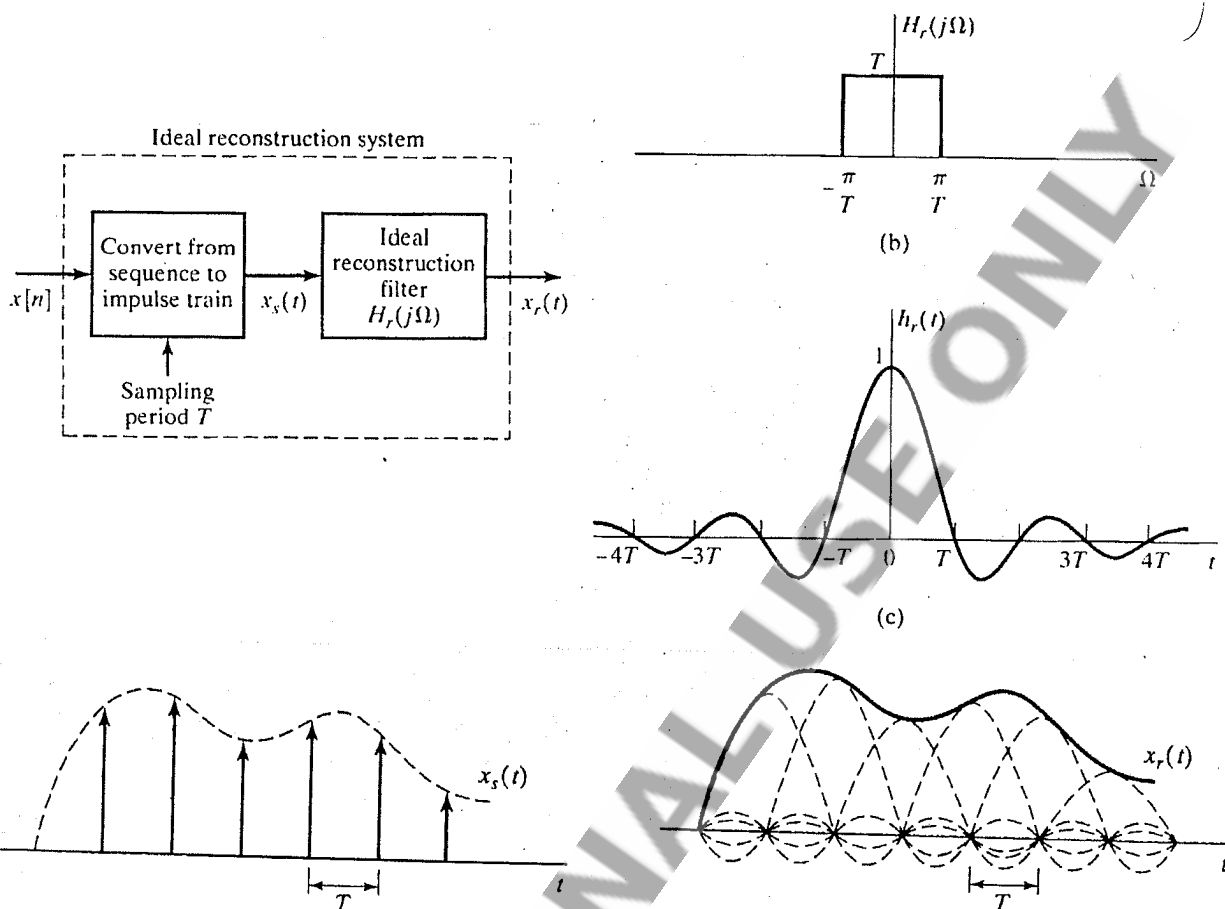 Ideal reconstruction system
Convert from
sequence to
impulse train
Ideal
reconstruction
filter
H_r(jΩ)
x[n]
x_s(t)
x_r(t)
Sampling
period T
H_r(jΩ)
T
-π/T
π/T
Ω
(b)
h_r(t)
1
-4T
-3T
-T
0
T
3T
4T
t
(c)
x_s(t)
t
T
x_r(t)
t
T
NAL USE ONLY